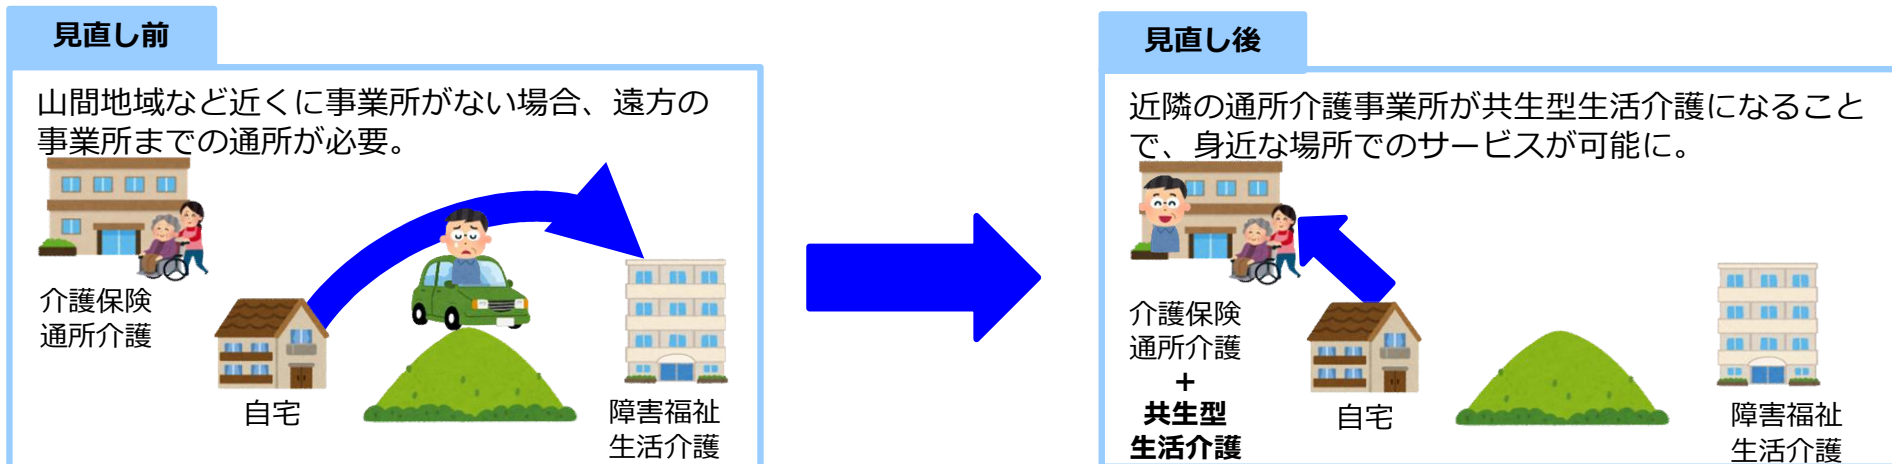 見直し前
山間地域など近くに事業所がない場合、遠方の
事業所までの通所が必要。
介護保険
通所介護
自宅
障害福祉
生活介護
見直し後
近隣の通所介護事業所が共生型生活介護になること
で、身近な場所でのサービスが可能に。
介護保険
通所介護
+
共生型
生活介護
自宅
障害福祉
生活介護